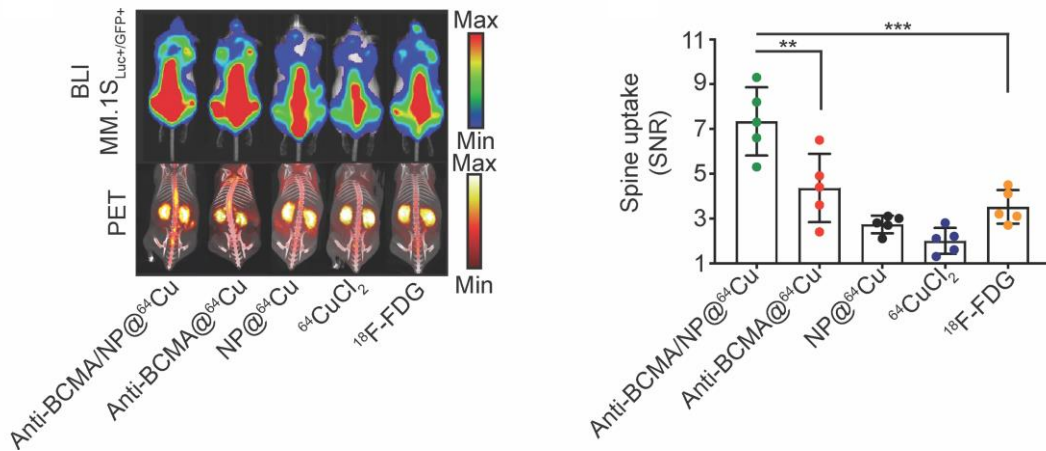 BLI
MM.1S Luc+/GFP+
Max
Min
PET
Max
Min
Anti-BCMA/NP@⁶⁴Cu
Anti-BCMA@⁶⁴Cu
NP@⁶⁴Cu
⁶⁴CuCl₂
¹⁸F-FDG
Spine uptake
(SNR)
9
7
5
3
1
**
***
Anti-BCMA/NP@⁶⁴Cu
Anti-BCMA@⁶⁴Cu
NP@⁶⁴Cu
⁶⁴CuCl₂
¹⁸F-FDG